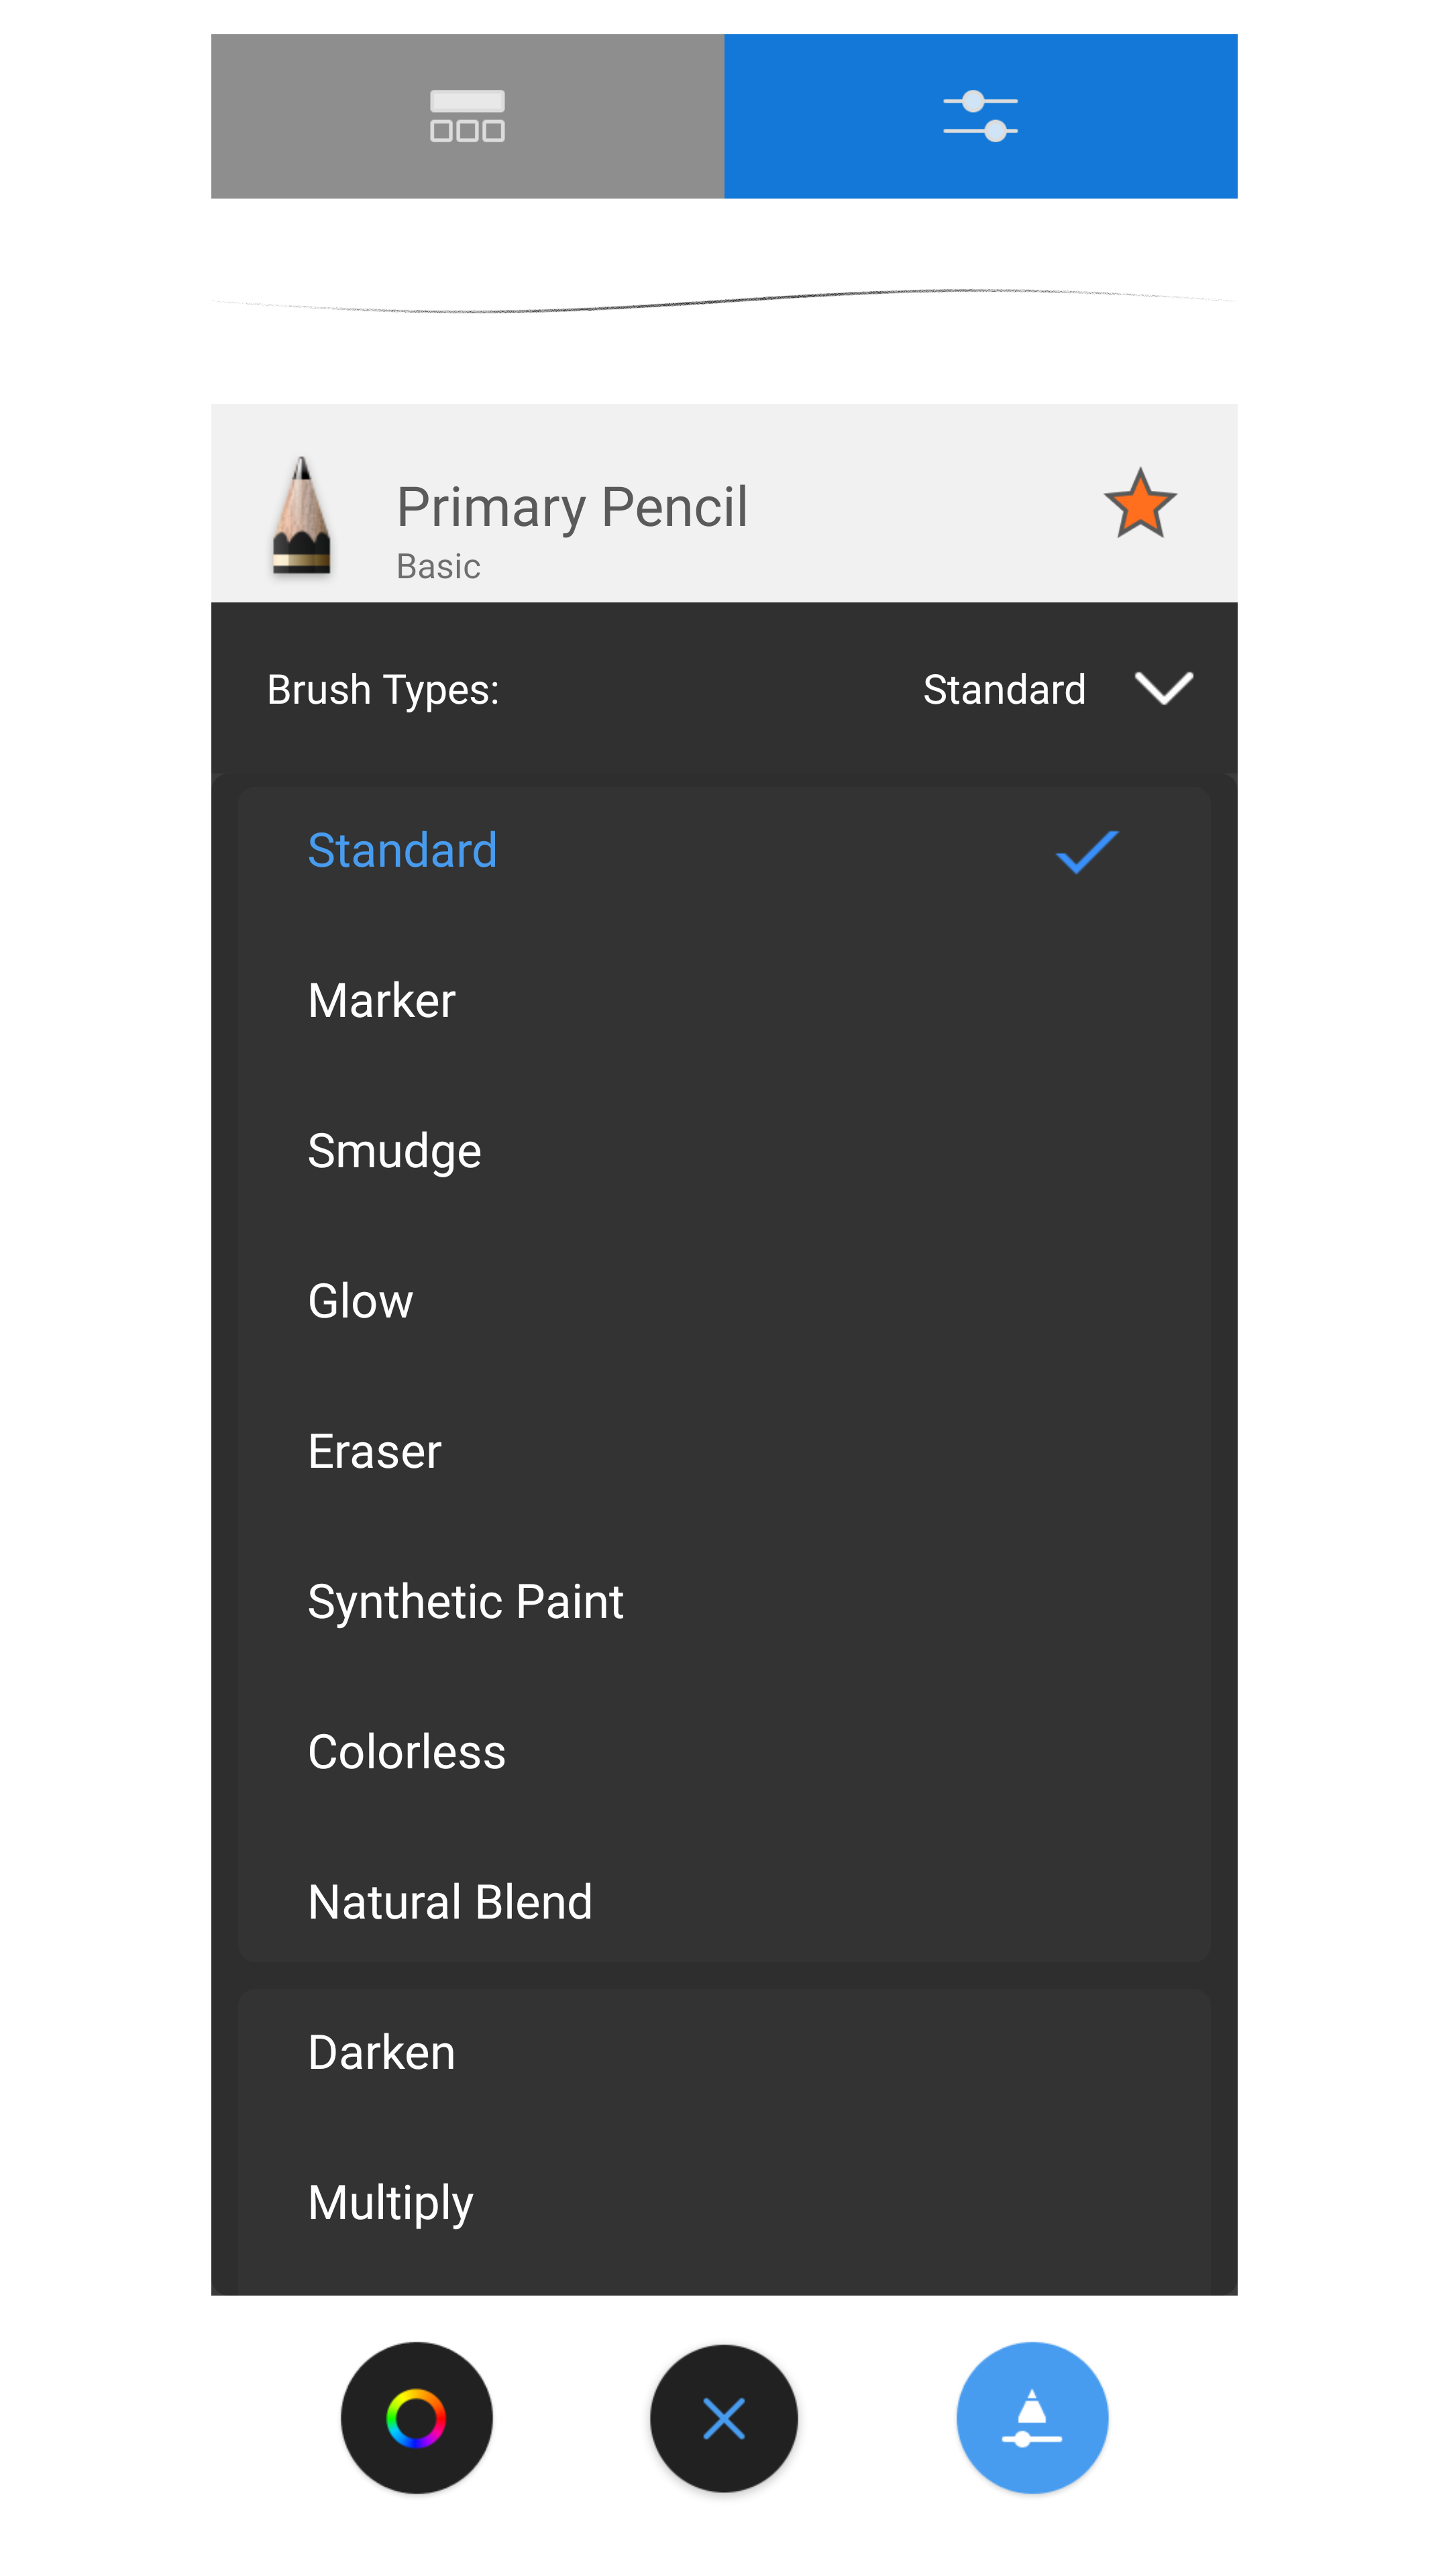 Primary Pencil
Basic
Brush Types: Standard
Standard
Marker
Smudge
Glow
Eraser
Synthetic Paint
Colorless
Natural Blend
Darken
Multiply